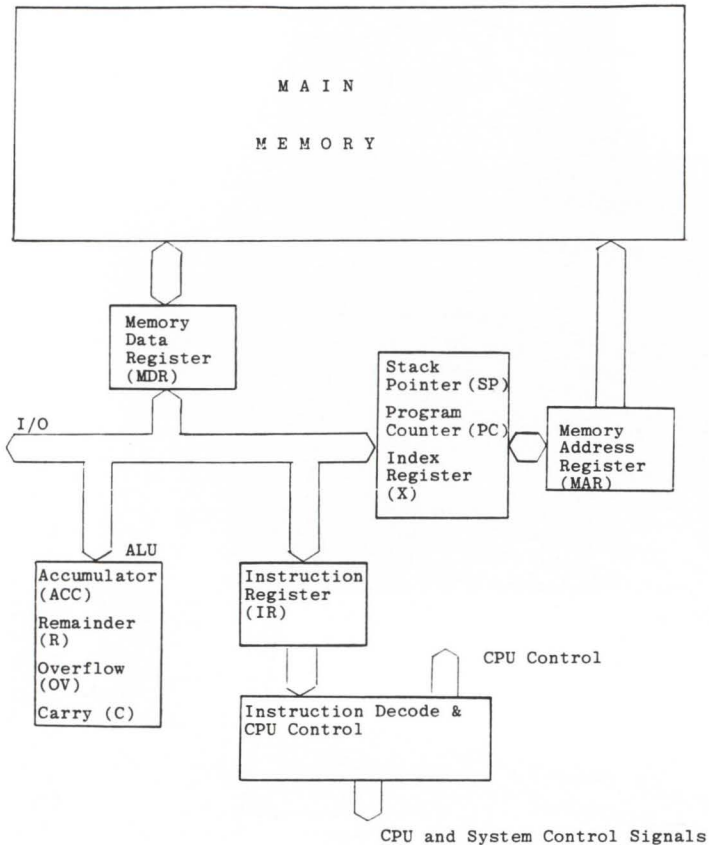 M A I N
M E M O R Y
Memory
Data
Register
(MDR)
Stack
Pointer (SP)
Program
Counter (PC)
Index
Register
(X)
Memory
Address
Register
(MAR)
I/O
ALU
Accumulator
(ACC)
Remainder
(R)
Overflow
(OV)
Carry (C)
Instruction
Register
(IR)
CPU Control
Instruction Decode &
CPU Control
CPU and System Control Signals